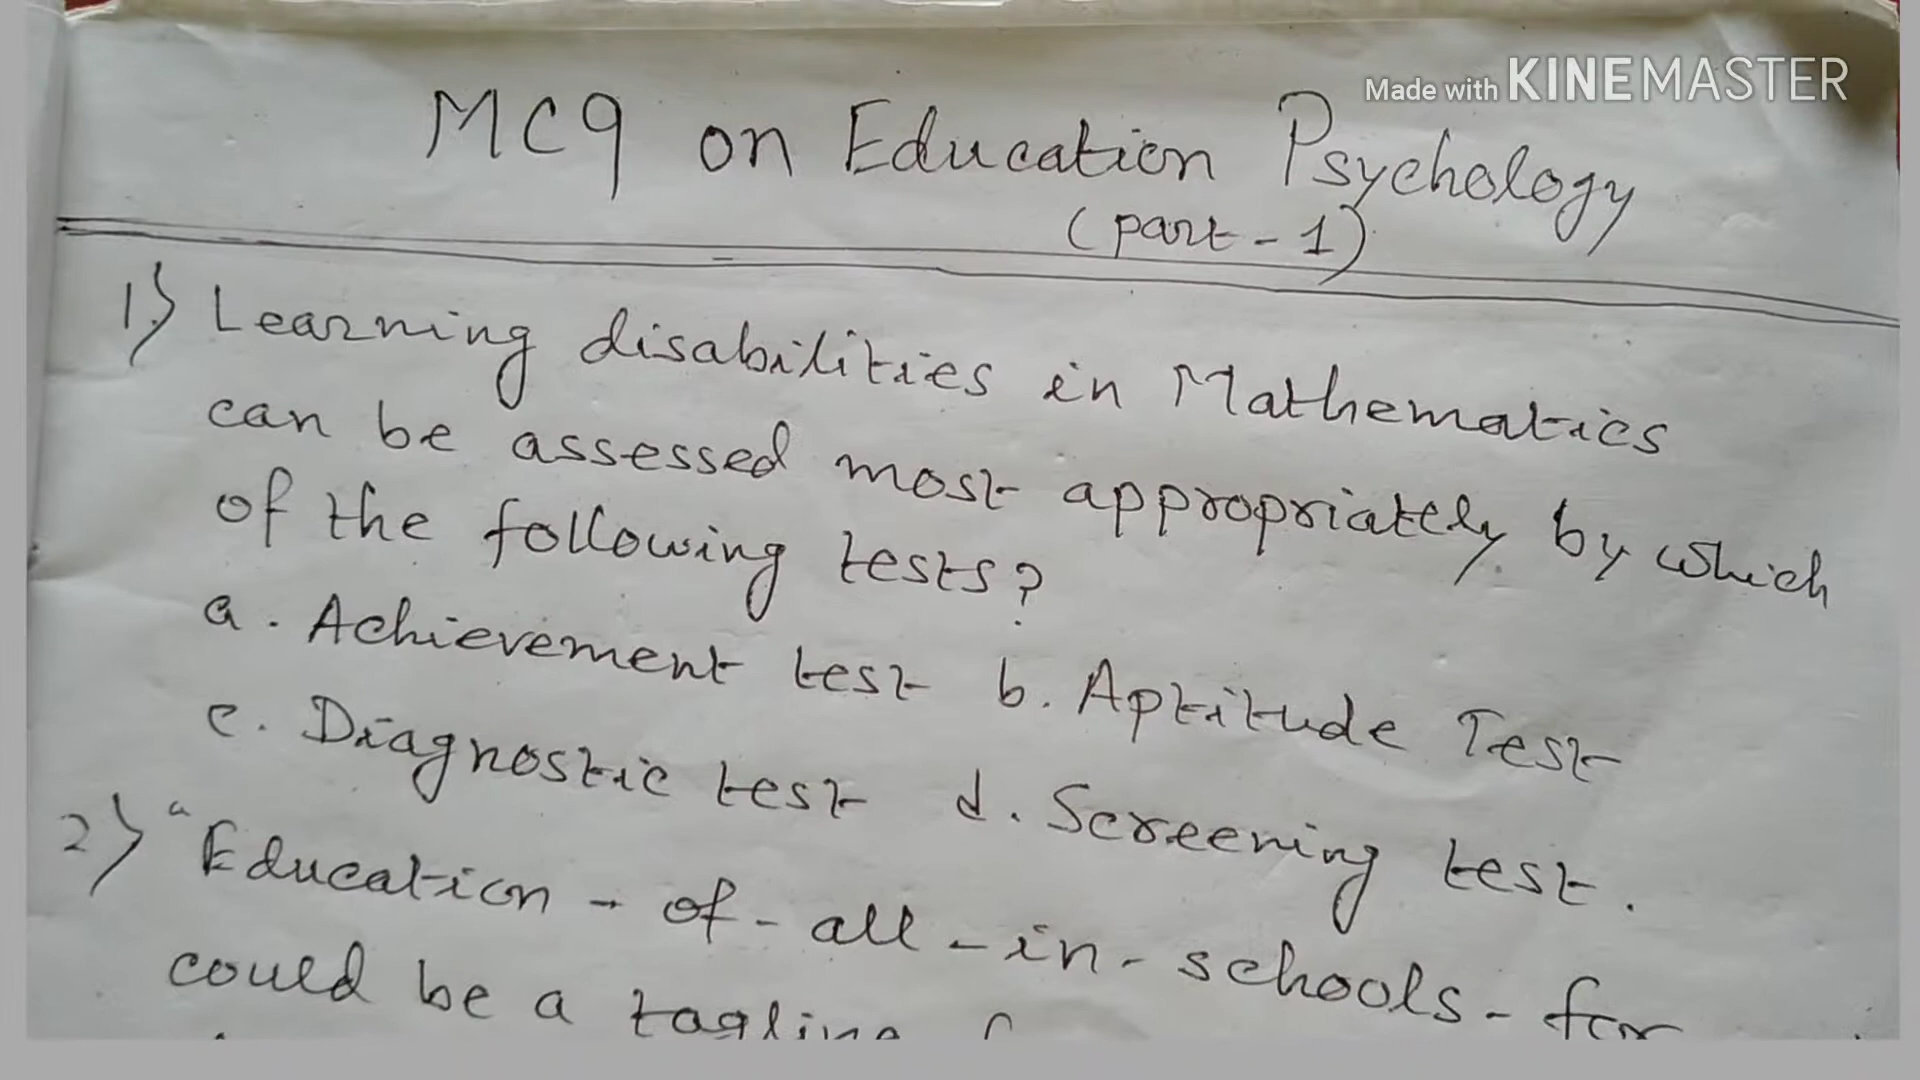 Made with KINEMASTER
MC9 on Education Psychology
(part-1)
1.) Learning disabilities in Mathematics
can be assessed most appropriately by which
of the following tests?
a. Achievement test b. Aptitude Test
c. Diagnostic test d. Screening test.
2) "Education-of-all-in-schools-for
could be a tagline